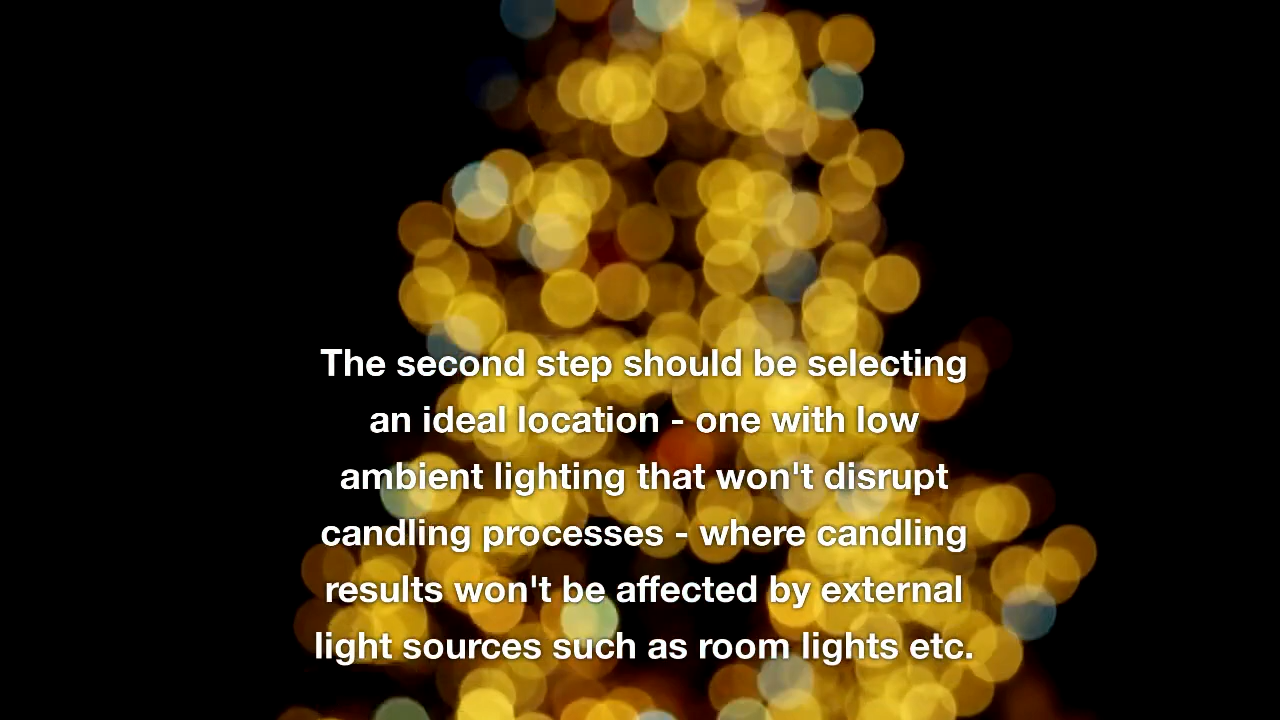 The second step should be selecting
an ideal location - one with low
ambient lighting that won't disrupt
candling processes - where candling
results won't be affected by external
light sources such as room lights etc.